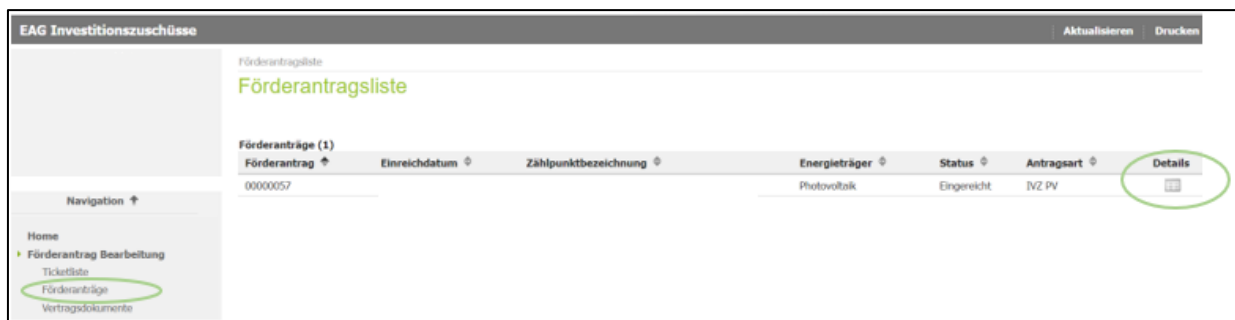 EAG Investitionszuschüsse Aktualisieren Drucken
Förderantragsliste
Förderantragsliste
Förderanträge (1)
Förderantrag Einreichdatum Zählpunktbezeichnung Energieträger Status Antragsart Details
00000057 Photovoltaik Eingereicht IVZ PV
Navigation
Home
Förderantrag Bearbeitung
Ticketliste
Förderanträge
Vertragsdokumente